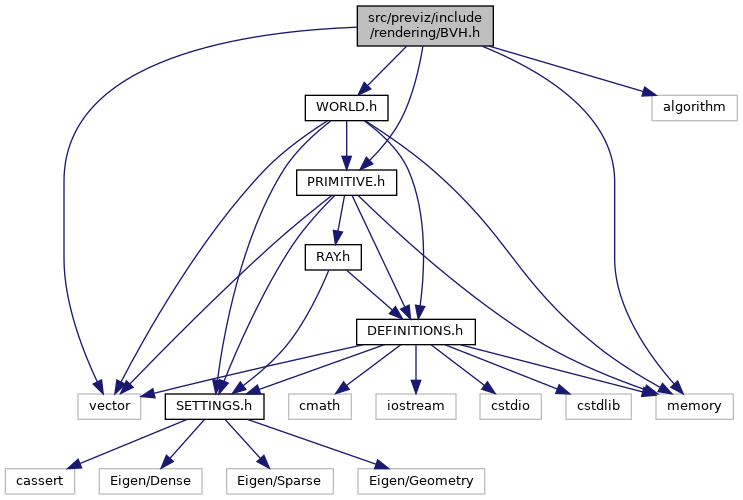 src/previz/include
/rendering/BVH.h
WORLD.h
algorithm
PRIMITIVE.h
RAY.h
DEFINITIONS.h
vector
SETTINGS.h
cmath
iostream
cstdio
cstdlib
memory
cassert
Eigen/Dense
Eigen/Sparse
Eigen/Geometry